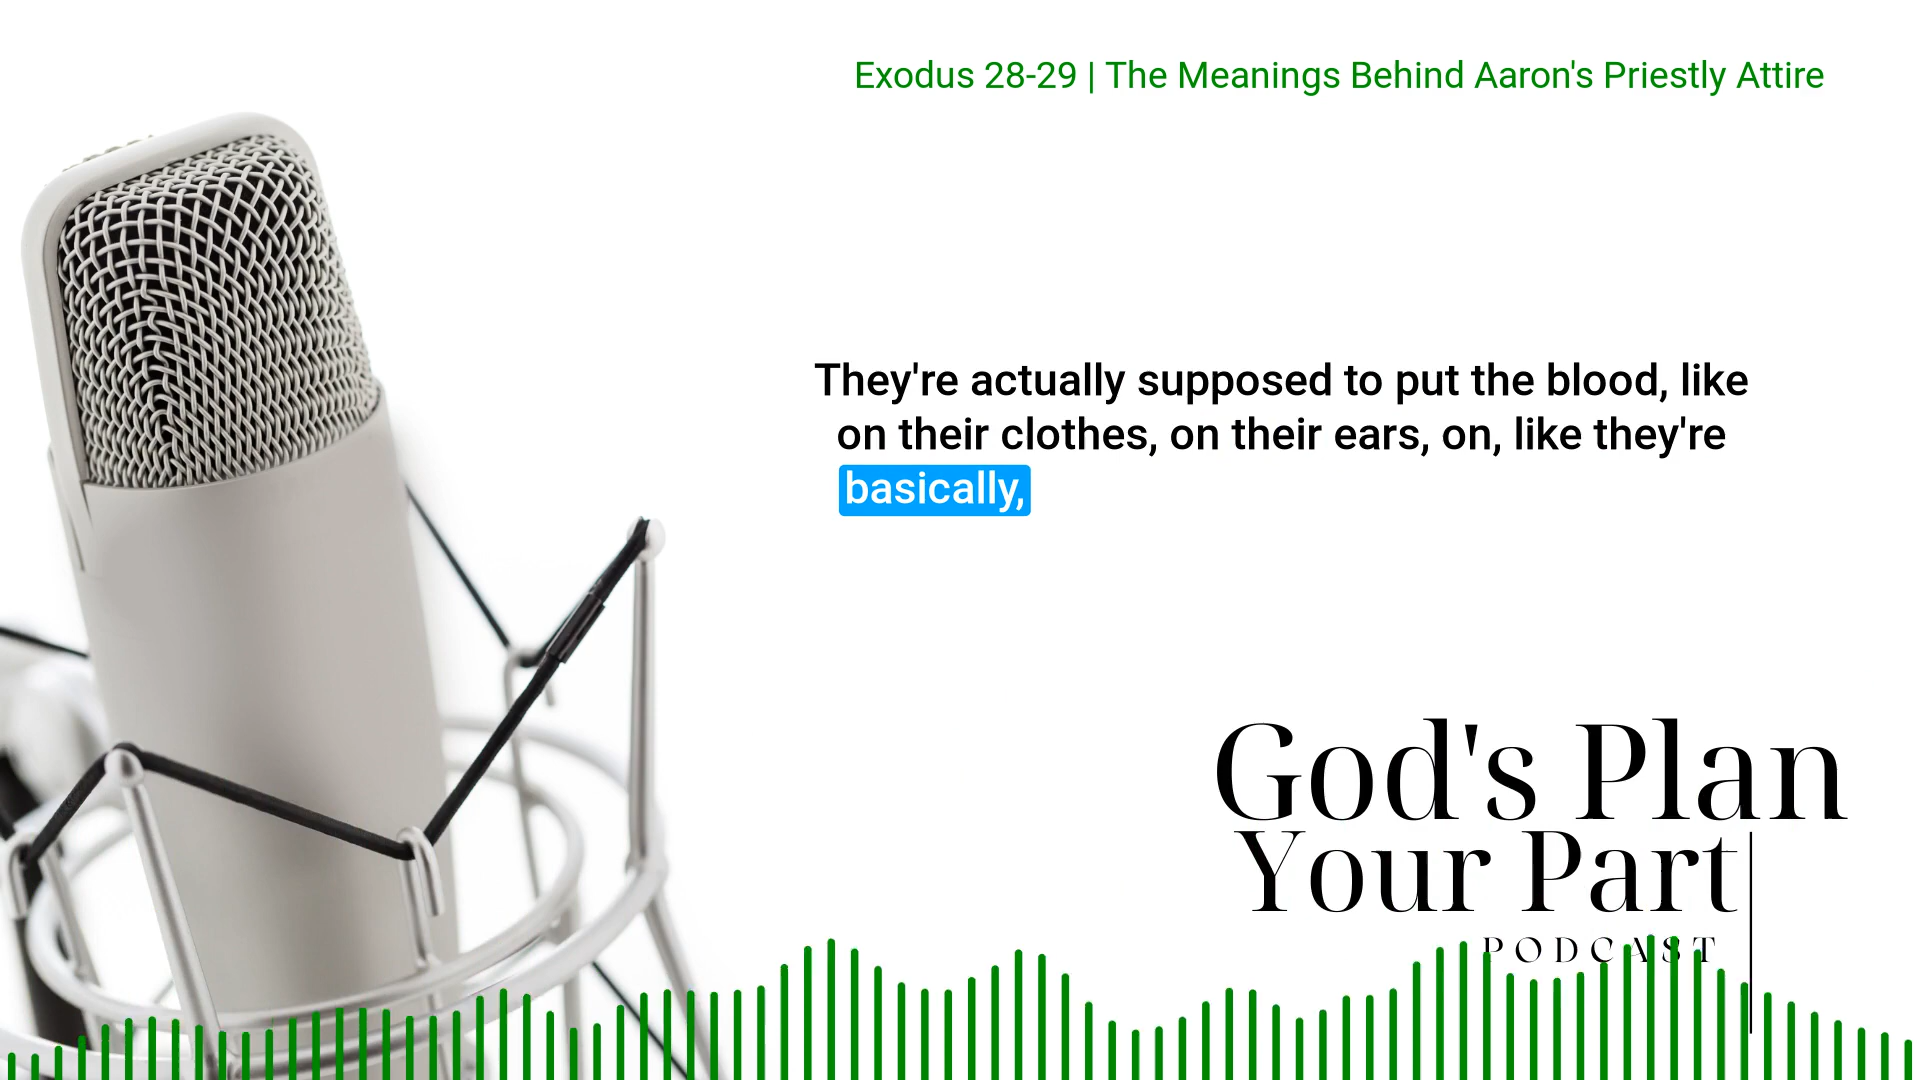 Exodus 28-29 | The Meanings Behind Aaron's Priestly Attire
They're actually supposed to put the blood, like
on their clothes, on their ears, on, like they're
basically,
God's Plan
Your Part
PODCAST